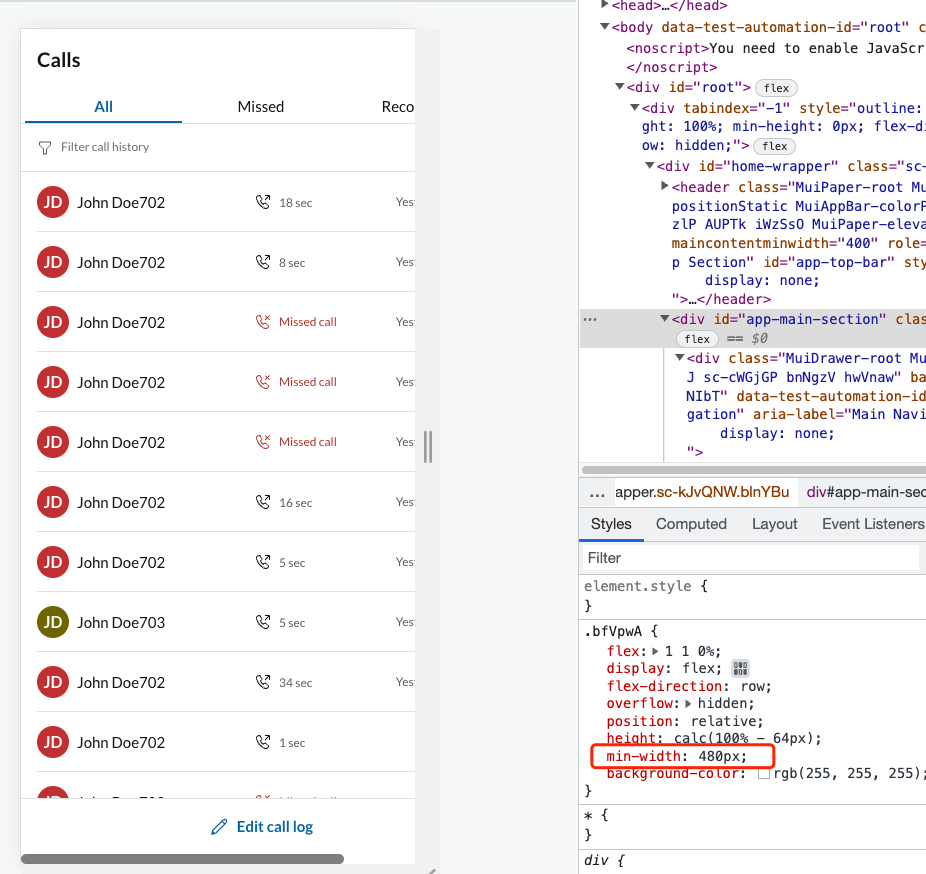 Calls
All Missed Reco
Filter call history
JD John Doe702 18 sec Yes
JD John Doe702 8 sec Yes
JD John Doe702 Missed call Yes
JD John Doe702 Missed call Yes
JD John Doe702 Missed call Yes
JD John Doe702 16 sec Yes
JD John Doe702 5 sec Yes
JD John Doe703 5 sec Yes
JD John Doe702 34 sec Yes
JD John Doe702 1 sec
Edit call log
<head>…</head>
<body data-test-automation-id="root" c
<noscript>You need to enable JavaScr
</noscript>
<div id="root"> flex
<div tabindex="-1" style="outline:
ght: 100%; min-height: 0px; flex-di
ow: hidden;"> flex
<div id="home-wrapper" class="sc-
<header class="MuiPaper-root Mu
positionStatic MuiAppBar-colorP
zlP AUPTk iWzSsO MuiPaper-eleva
maincontentminwidth="400" role=
p Section" id="app-top-bar" sty
display: none;
">…</header>
… <div id="app-main-section" clas
flex == $0
<div class="MuiDrawer-root Mu
J sc-cWGjGP bnNgzV hwVnaw" ba
NIbT" data-test-automation-id
gation" aria-label="Main Navi
display: none;
">
… apper.sc-kJvQNW.blnYBu div#app-main-sec
Styles Computed Layout Event Listeners
Filter
element.style {
}
.bfVpwA {
flex: 1 1 0%;
display: flex;
flex-direction: row;
overflow: hidden;
position: relative;
height: calc(100% - 64px);
min-width: 480px;
background-color: rgb(255, 255, 255);
}
* {
}
div {